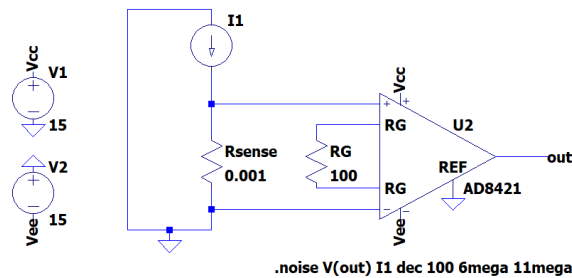 I1
Vcc
V1
15
V2
15
Vee
Rsense
0.001
RG
100
Vcc
+
+
RG
U2
RG
REF
out
AD8421
Vee
.noise V(out) I1 dec 100 6mega 11mega